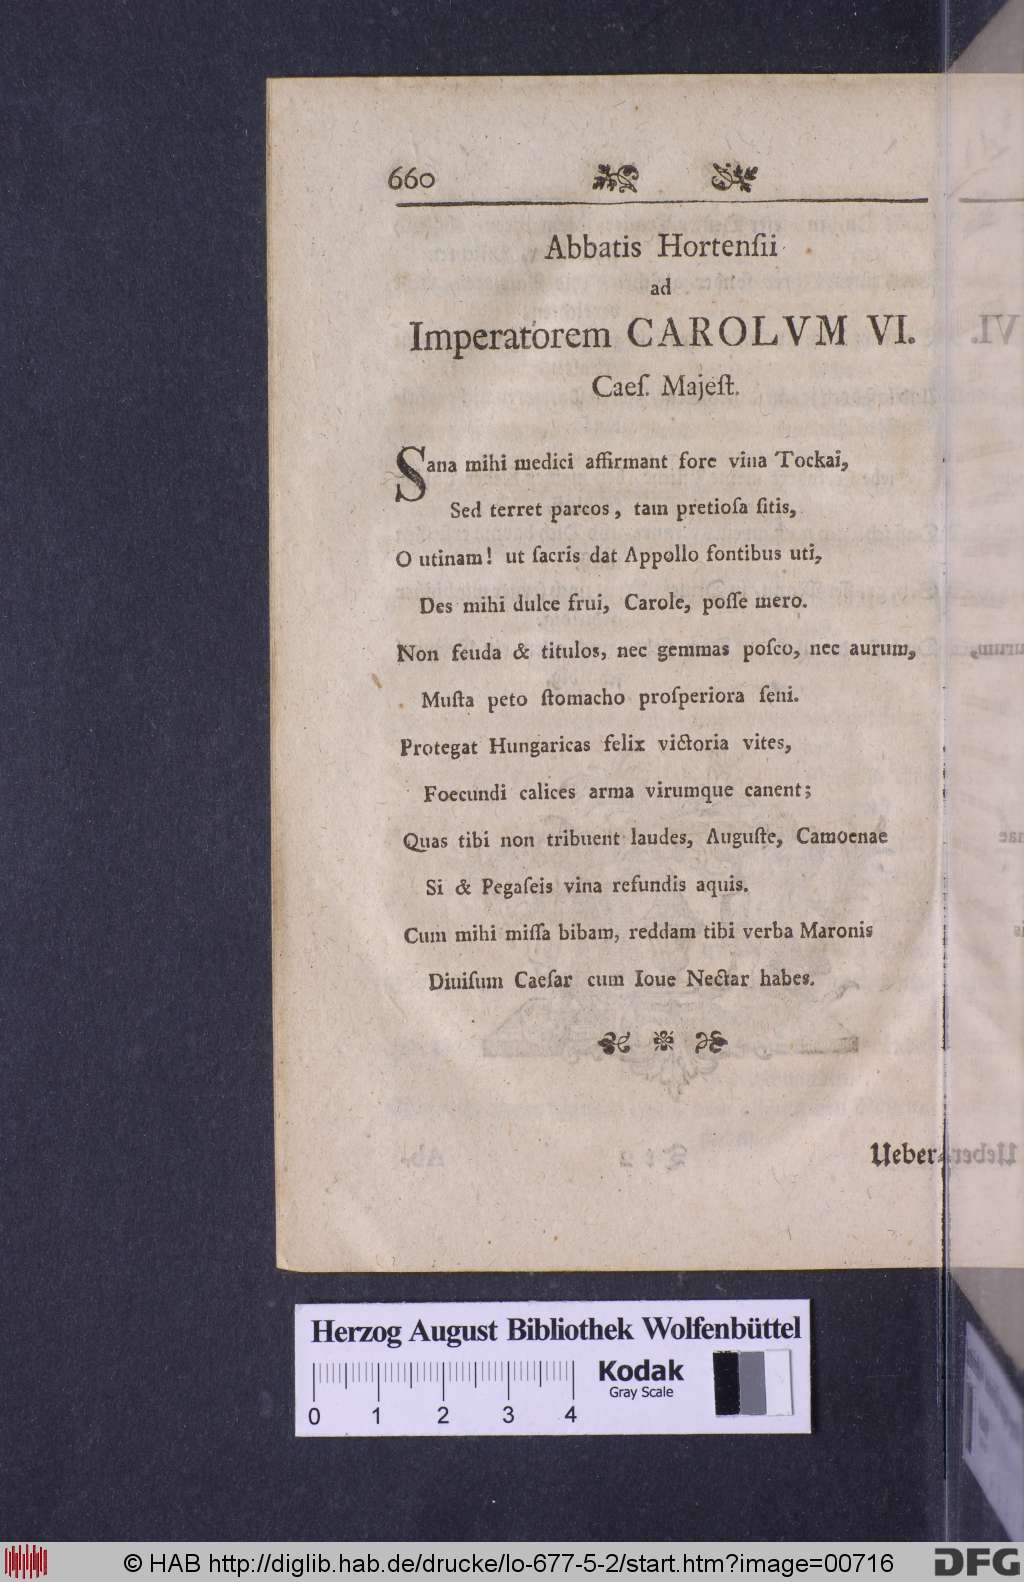 660
Abbatis Hortenſii
ad
Imperatorem CAROLVM VI.
Caeſ. Majeſt.
Sana mihi medici affirmant fore vina Tockai,
Sed terret parcos, tam pretioſa ſitis,
O utinam! ut ſacris dat Appollo fontibus uti,
Des mihi dulce frui, Carole, poſſe mero.
Non feuda & titulos, nec gemmas poſco, nec aurum,
Muſta peto ſtomacho proſperiora ſeni.
Protegat Hungaricas felix victoria vites,
Foecundi calices arma virumque canent;
Quas tibi non tribuent laudes, Auguſte, Camoenae
Si & Pegaſeis vina refundis aquis.
Cum mihi miſſa bibam, reddam tibi verba Maronis
Diuiſum Caeſar cum Ioue Nectar habes.
Ueber-
Herzog August Bibliothek Wolfenbüttel
0 1 2 3 4
Kodak
Gray Scale
© HAB http://diglib.hab.de/drucke/lo-677-5-2/start.htm?image=00716
DFG